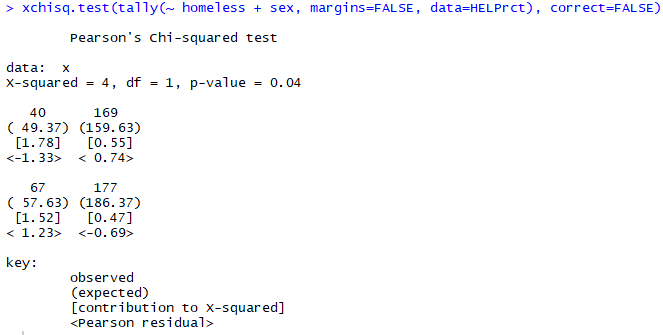 > xchisq.test(tally(~ homeless + sex, margins=FALSE, data=HELPrct), correct=FALSE)
Pearson's Chi-squared test
data:  x
X-squared = 4, df = 1, p-value = 0.04
40 169
( 49.37) (159.63)
[1.78] [0.55]
<-1.33> < 0.74>
67 177
( 57.63) (186.37)
[1.52] [0.47]
< 1.23> <-0.69>
key:
observed
(expected)
[contribution to X-squared]
<Pearson residual>